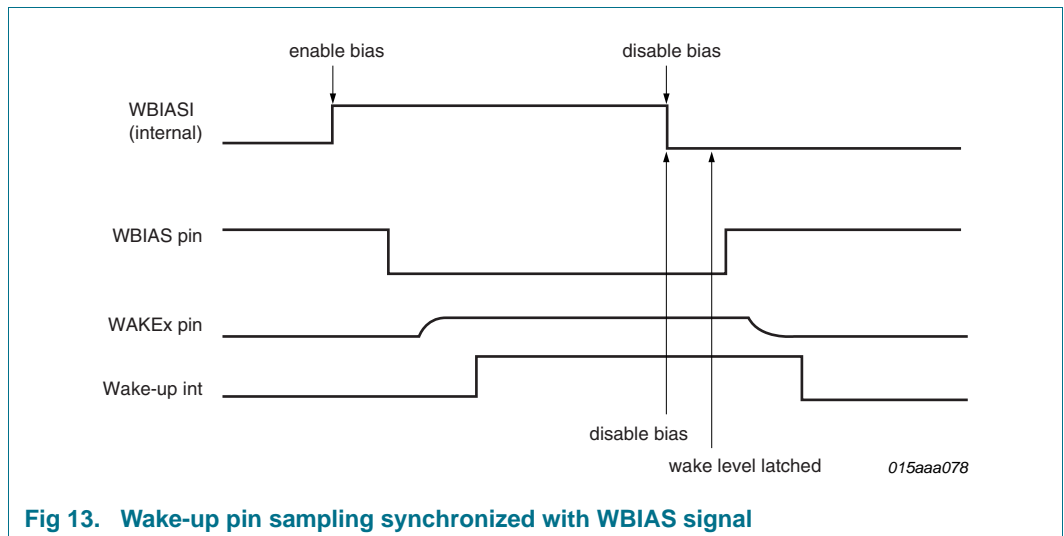 enable bias
disable bias
WBIASI
(internal)
WBIAS pin
WAKEx pin
Wake-up int
disable bias
wake level latched
015aaa078
Fig 13. Wake-up pin sampling synchronized with WBIAS signal